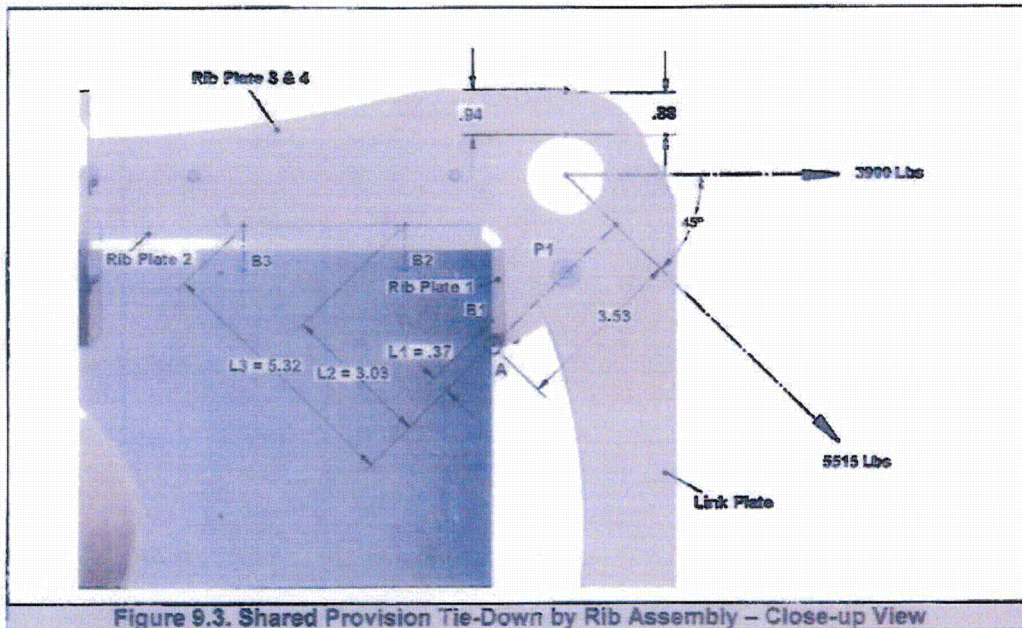 Rib Plate 3 & 4
.94
.88
3900 Lbs
45°
P1
Rib Plate 2
B3
B2
Rib Plate 1
B1
3.53
L1 = .37
L3 = 5.32
L2 = 3.03
A
5515 Lbs
Link Plate
Figure 9.3. Shared Provision Tie-Down by Rib Assembly – Close-up View